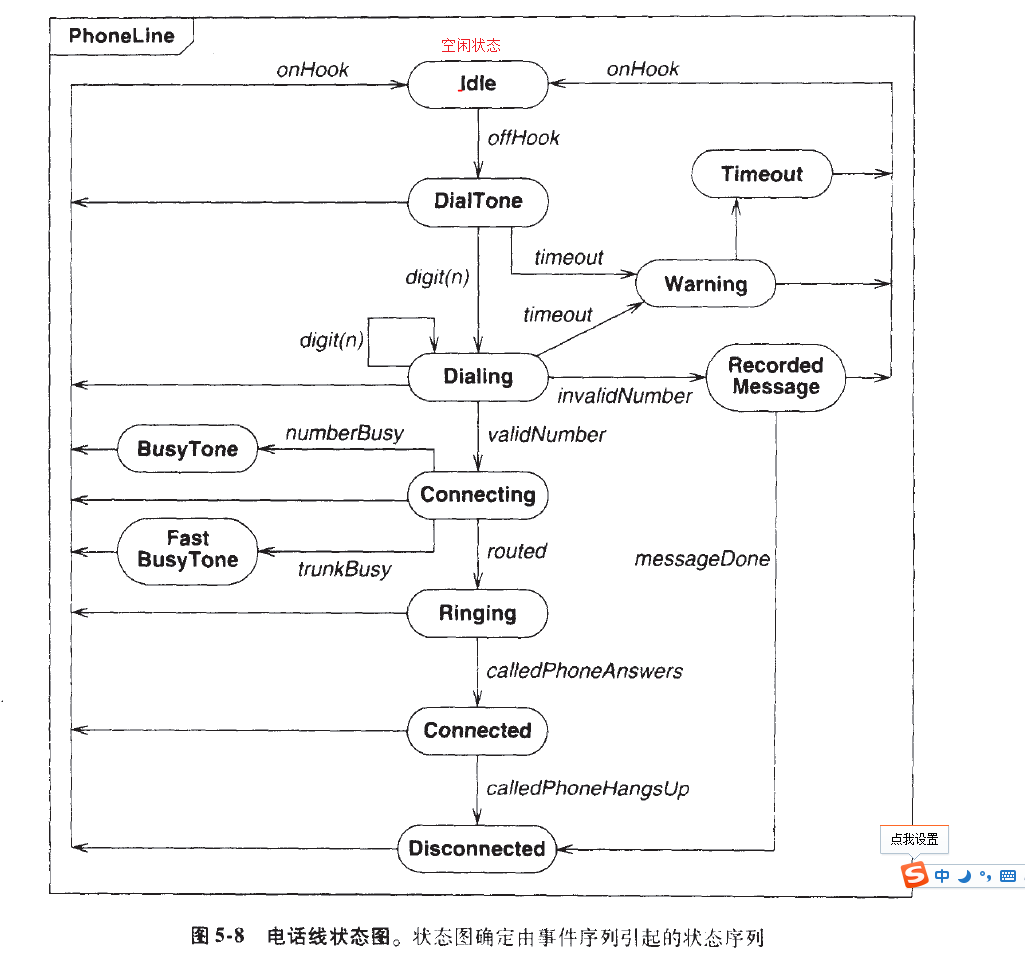 PhoneLine
空闲状态
onHook
Idle
onHook
offHook
Timeout
DialTone
timeout
digit(n)
Warning
timeout
digit(n)
Dialing
Recorded
Message
invalidNumber
numberBusy
validNumber
BusyTone
Connecting
Fast
BusyTone
routed
trunkBusy
messageDone
Ringing
calledPhoneAnswers
Connected
calledPhoneHangsUp
Disconnected
点我设置
S中
图5-8 电话线状态图。状态图确定由事件序列引起的状态序列